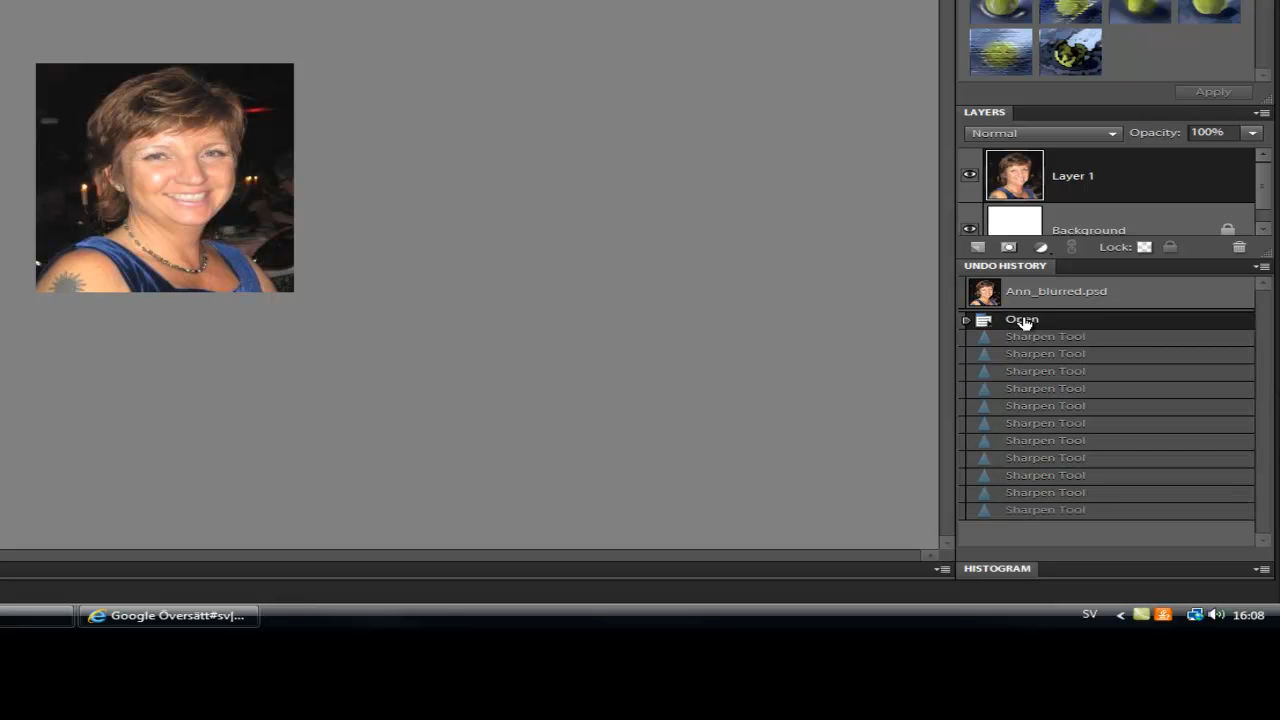 Apply
LAYERS
Normal Opacity: 100%
Layer 1
Background
Lock:
UNDO HISTORY
Ann_blurred.psd
Open
Sharpen Tool
Sharpen Tool
Sharpen Tool
Sharpen Tool
Sharpen Tool
Sharpen Tool
Sharpen Tool
Sharpen Tool
Sharpen Tool
Sharpen Tool
Sharpen Tool
HISTOGRAM
Google Översätt#sv|... SV < 16:08